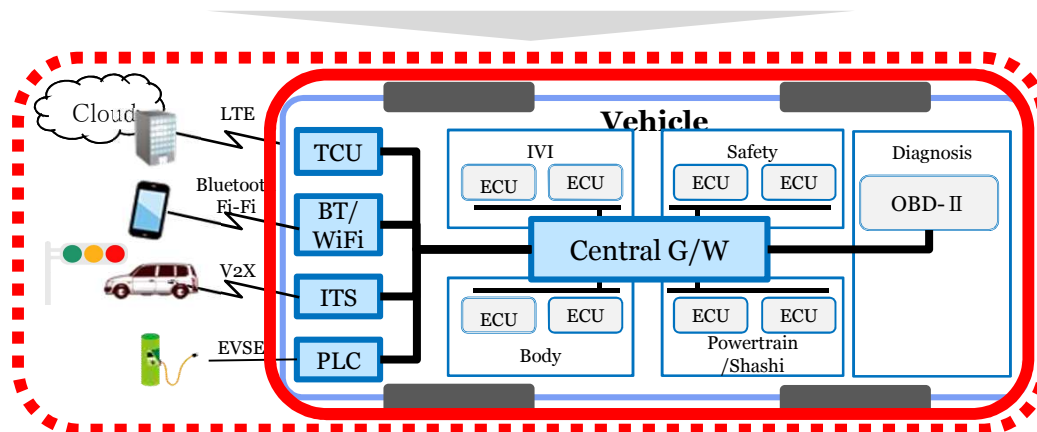 Cloud
LTE
Bluetoot
Fi-Fi
V2X
EVSE
TCU
BT/
WiFi
ITS
PLC
Vehicle
IVI
ECU
ECU
Safety
ECU
ECU
Diagnosis
OBD-Ⅱ
Central G/W
ECU
ECU
Body
ECU
ECU
Powertrain
/Shashi